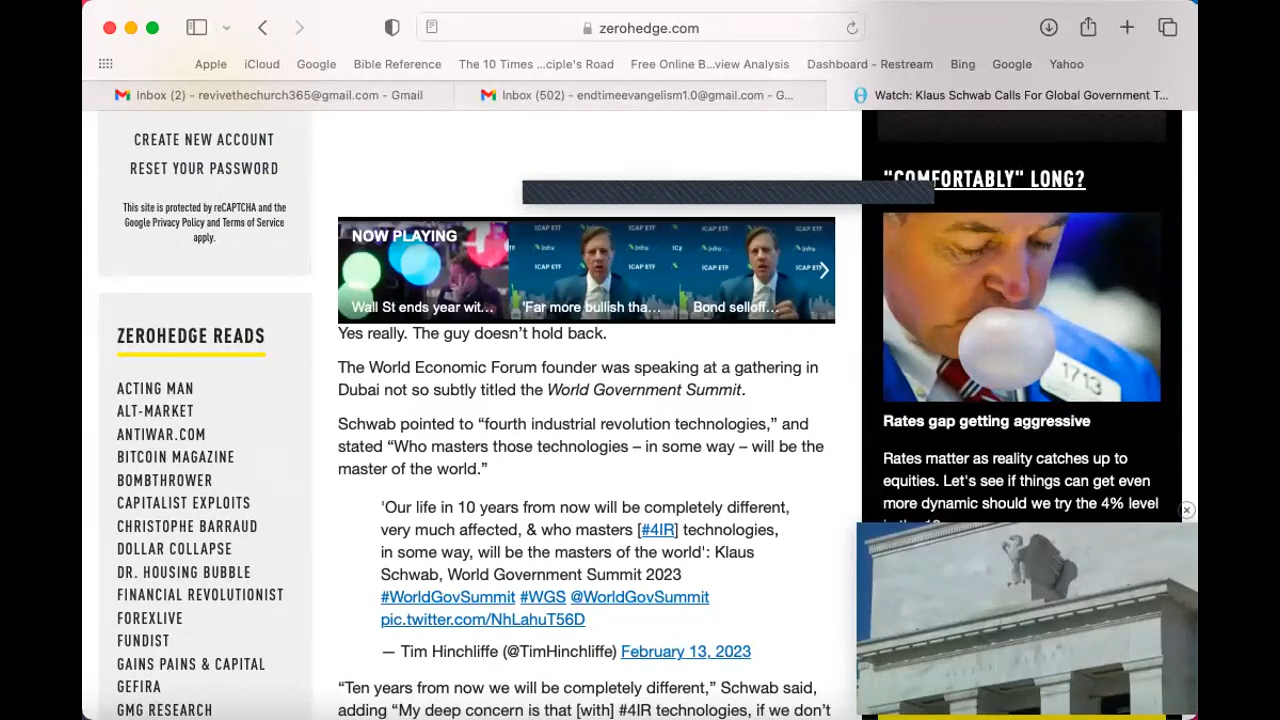 zerohedge.com
Apple iCloud Google Bible Reference The 10 Times ...ciple's Road Free Online B...view Analysis Dashboard - Restream Bing Google Yahoo
Inbox (2) - revivethechurch365@gmail.com - Gmail
Inbox (502) - endtimeevangelism1.0@gmail.com - G...
Watch: Klaus Schwab Calls For Global Government T...
CREATE NEW ACCOUNT
RESET YOUR PASSWORD
This site is protected by reCAPTCHA and the
Google Privacy Policy and Terms of Service
apply.
ZEROHEDGE READS
ACTING MAN
ALT-MARKET
ANTIWAR.COM
BITCOIN MAGAZINE
BOMBTHROWER
CAPITALIST EXPLOITS
CHRISTOPHE BARRAUD
DOLLAR COLLAPSE
DR. HOUSING BUBBLE
FINANCIAL REVOLUTIONIST
FOREXLIVE
FUNDIST
GAINS PAINS & CAPITAL
GEFIRA
GMG RESEARCH
NOW PLAYING
ICAP ETF
infra
ICAP ETF
ICAP ETF
infra
ICAP ETF
Wall St ends year wit...
'Far more bullish tha...
Bond selloff...
Yes really. The guy doesn’t hold back.
The World Economic Forum founder was speaking at a gathering in
Dubai not so subtly titled the World Government Summit.
Schwab pointed to “fourth industrial revolution technologies,” and
stated “Who masters those technologies – in some way – will be the
master of the world.”
'Our life in 10 years from now will be completely different,
very much affected, & who masters [#4IR] technologies,
in some way, will be the masters of the world': Klaus
Schwab, World Government Summit 2023
#WorldGovSummit #WGS @WorldGovSummit
pic.twitter.com/NhLahuT56D
— Tim Hinchliffe (@TimHinchliffe) February 13, 2023
“Ten years from now we will be completely different,” Schwab said,
adding “My deep concern is that [with] #4IR technologies, if we don’t
“COMFORTABLY" LONG?
1713
Rates gap getting aggressive
Rates matter as reality catches up to
equities. Let's see if things can get even
more dynamic should we try the 4% level